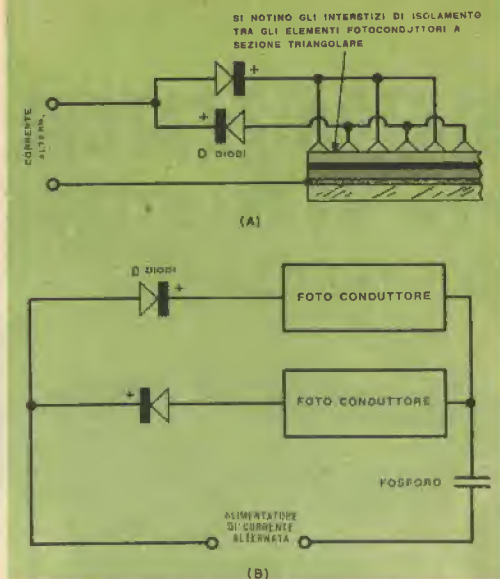 SI NOTINO GLI INTERSTIZI DI ISOLAMENTO
TRA GLI ELEMENTI FOTOCONDUTTORI A
SEZIONE TRIANGOLARE
+
+
D DIODI
CORRENTE
ALTERN.
(A)
D DIODI
+
FOTO CONDUTTORE
+
FOTO CONDUTTORE
FOSFORO
ALIMENTATORE
DI CORRENTE
ALTERNATA
(B)